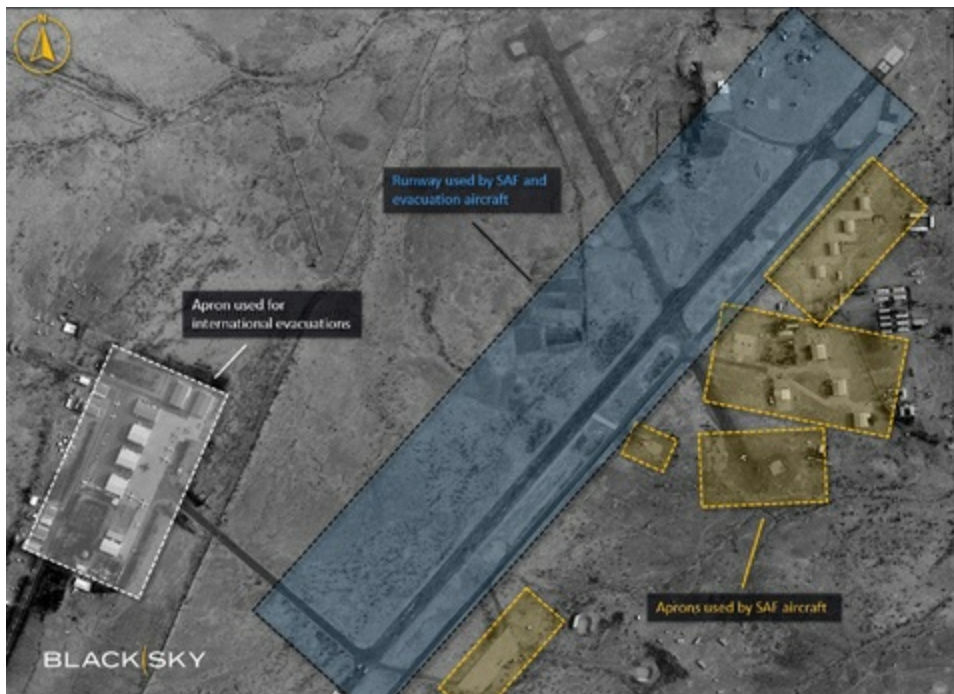 N
Runway used by SAF and
evacuation aircraft
Apron used for
international evacuations
Aprons used by SAF aircraft
BLACK SKY